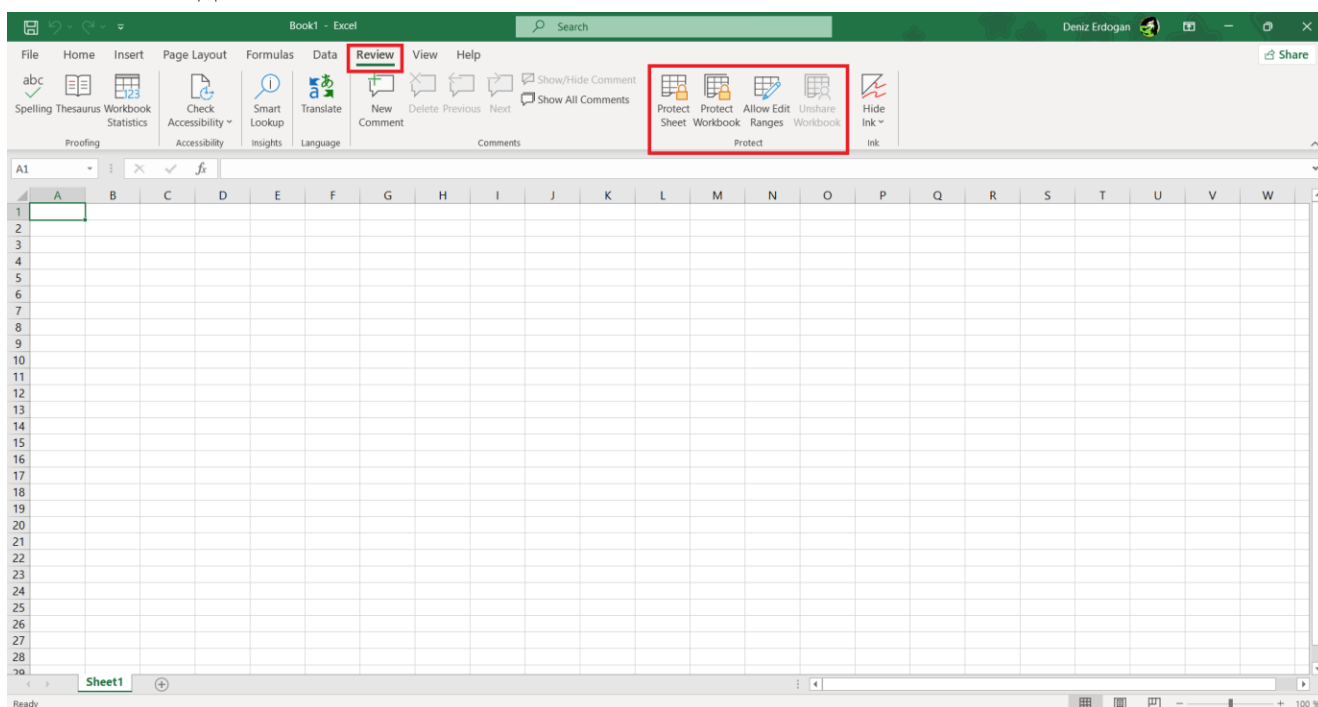 Book1 - Excel
Search
Deniz Erdogan
File Home Insert Page Layout Formulas Data Review View Help
Share
abc
123
Spelling Thesaurus Workbook Statistics
Check Accessibility
Smart Lookup
a あ
Translate
New Comment
Delete Previous Next
Show/Hide Comment
Show All Comments
Protect Sheet
Protect Workbook
Allow Edit Ranges
Unshare Workbook
Hide Ink
Proofing Accessibility Insights Language Comments Protect Ink
A1
fx
A B C D E F G H I J K L M N O P Q R S T U V W
1
2
3
4
5
6
7
8
9
10
11
12
13
14
15
16
17
18
19
20
21
22
23
24
25
26
27
28
29
Sheet1
Ready
100 %